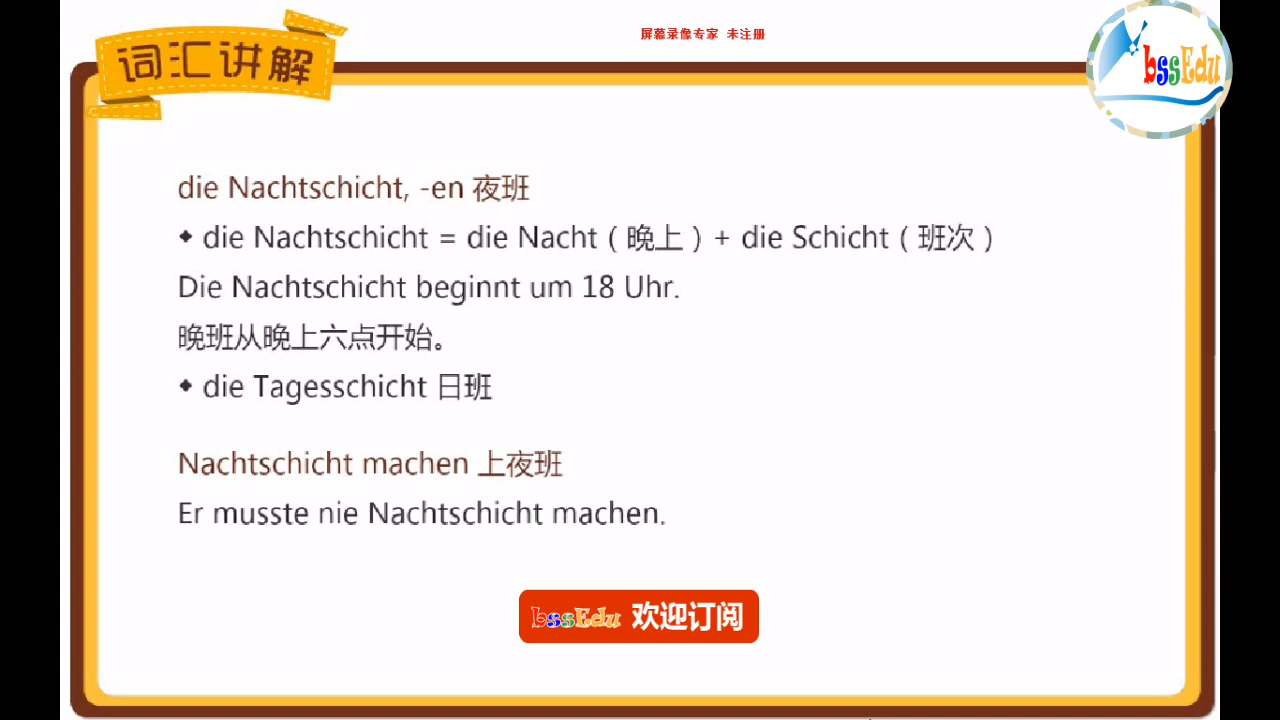 屏幕录像专家 未注册
词汇讲解
bssEdu
die Nachtschicht, -en 夜班
◆ die Nachtschicht = die Nacht（晚上）+ die Schicht（班次）
Die Nachtschicht beginnt um 18 Uhr.
晚班从晚上六点开始。
◆ die Tagesschicht 日班
Nachtschicht machen 上夜班
Er musste nie Nachtschicht machen.
bssEdu 欢迎订阅